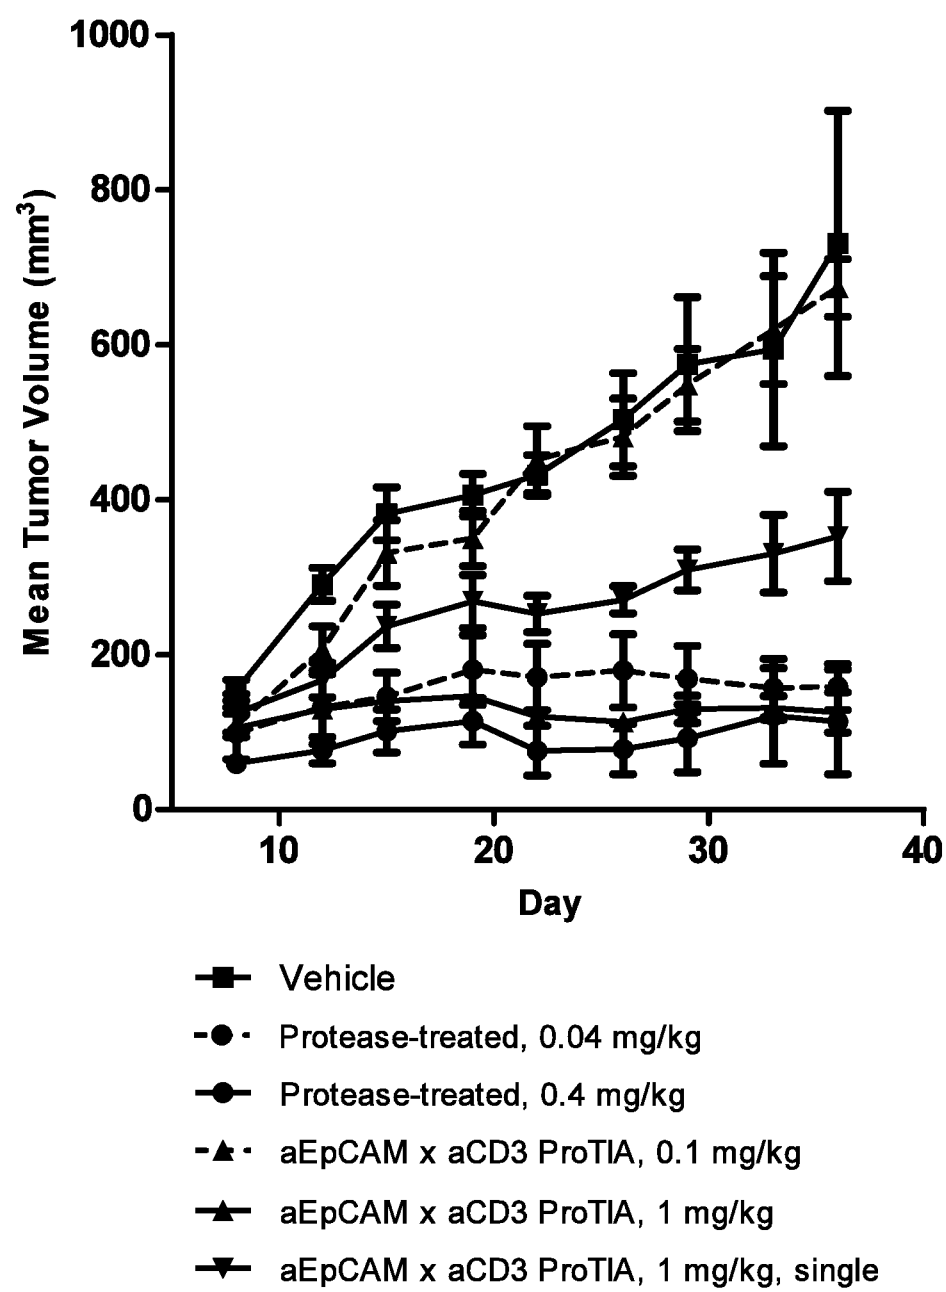 1000
800
600
400
200
0
Mean Tumor Volume (mm³)
10 20 30 40
Day
Vehicle
Protease-treated, 0.04 mg/kg
Protease-treated, 0.4 mg/kg
aEpCAM x aCD3 ProTIA, 0.1 mg/kg
aEpCAM x aCD3 ProTIA, 1 mg/kg
aEpCAM x aCD3 ProTIA, 1 mg/kg, single